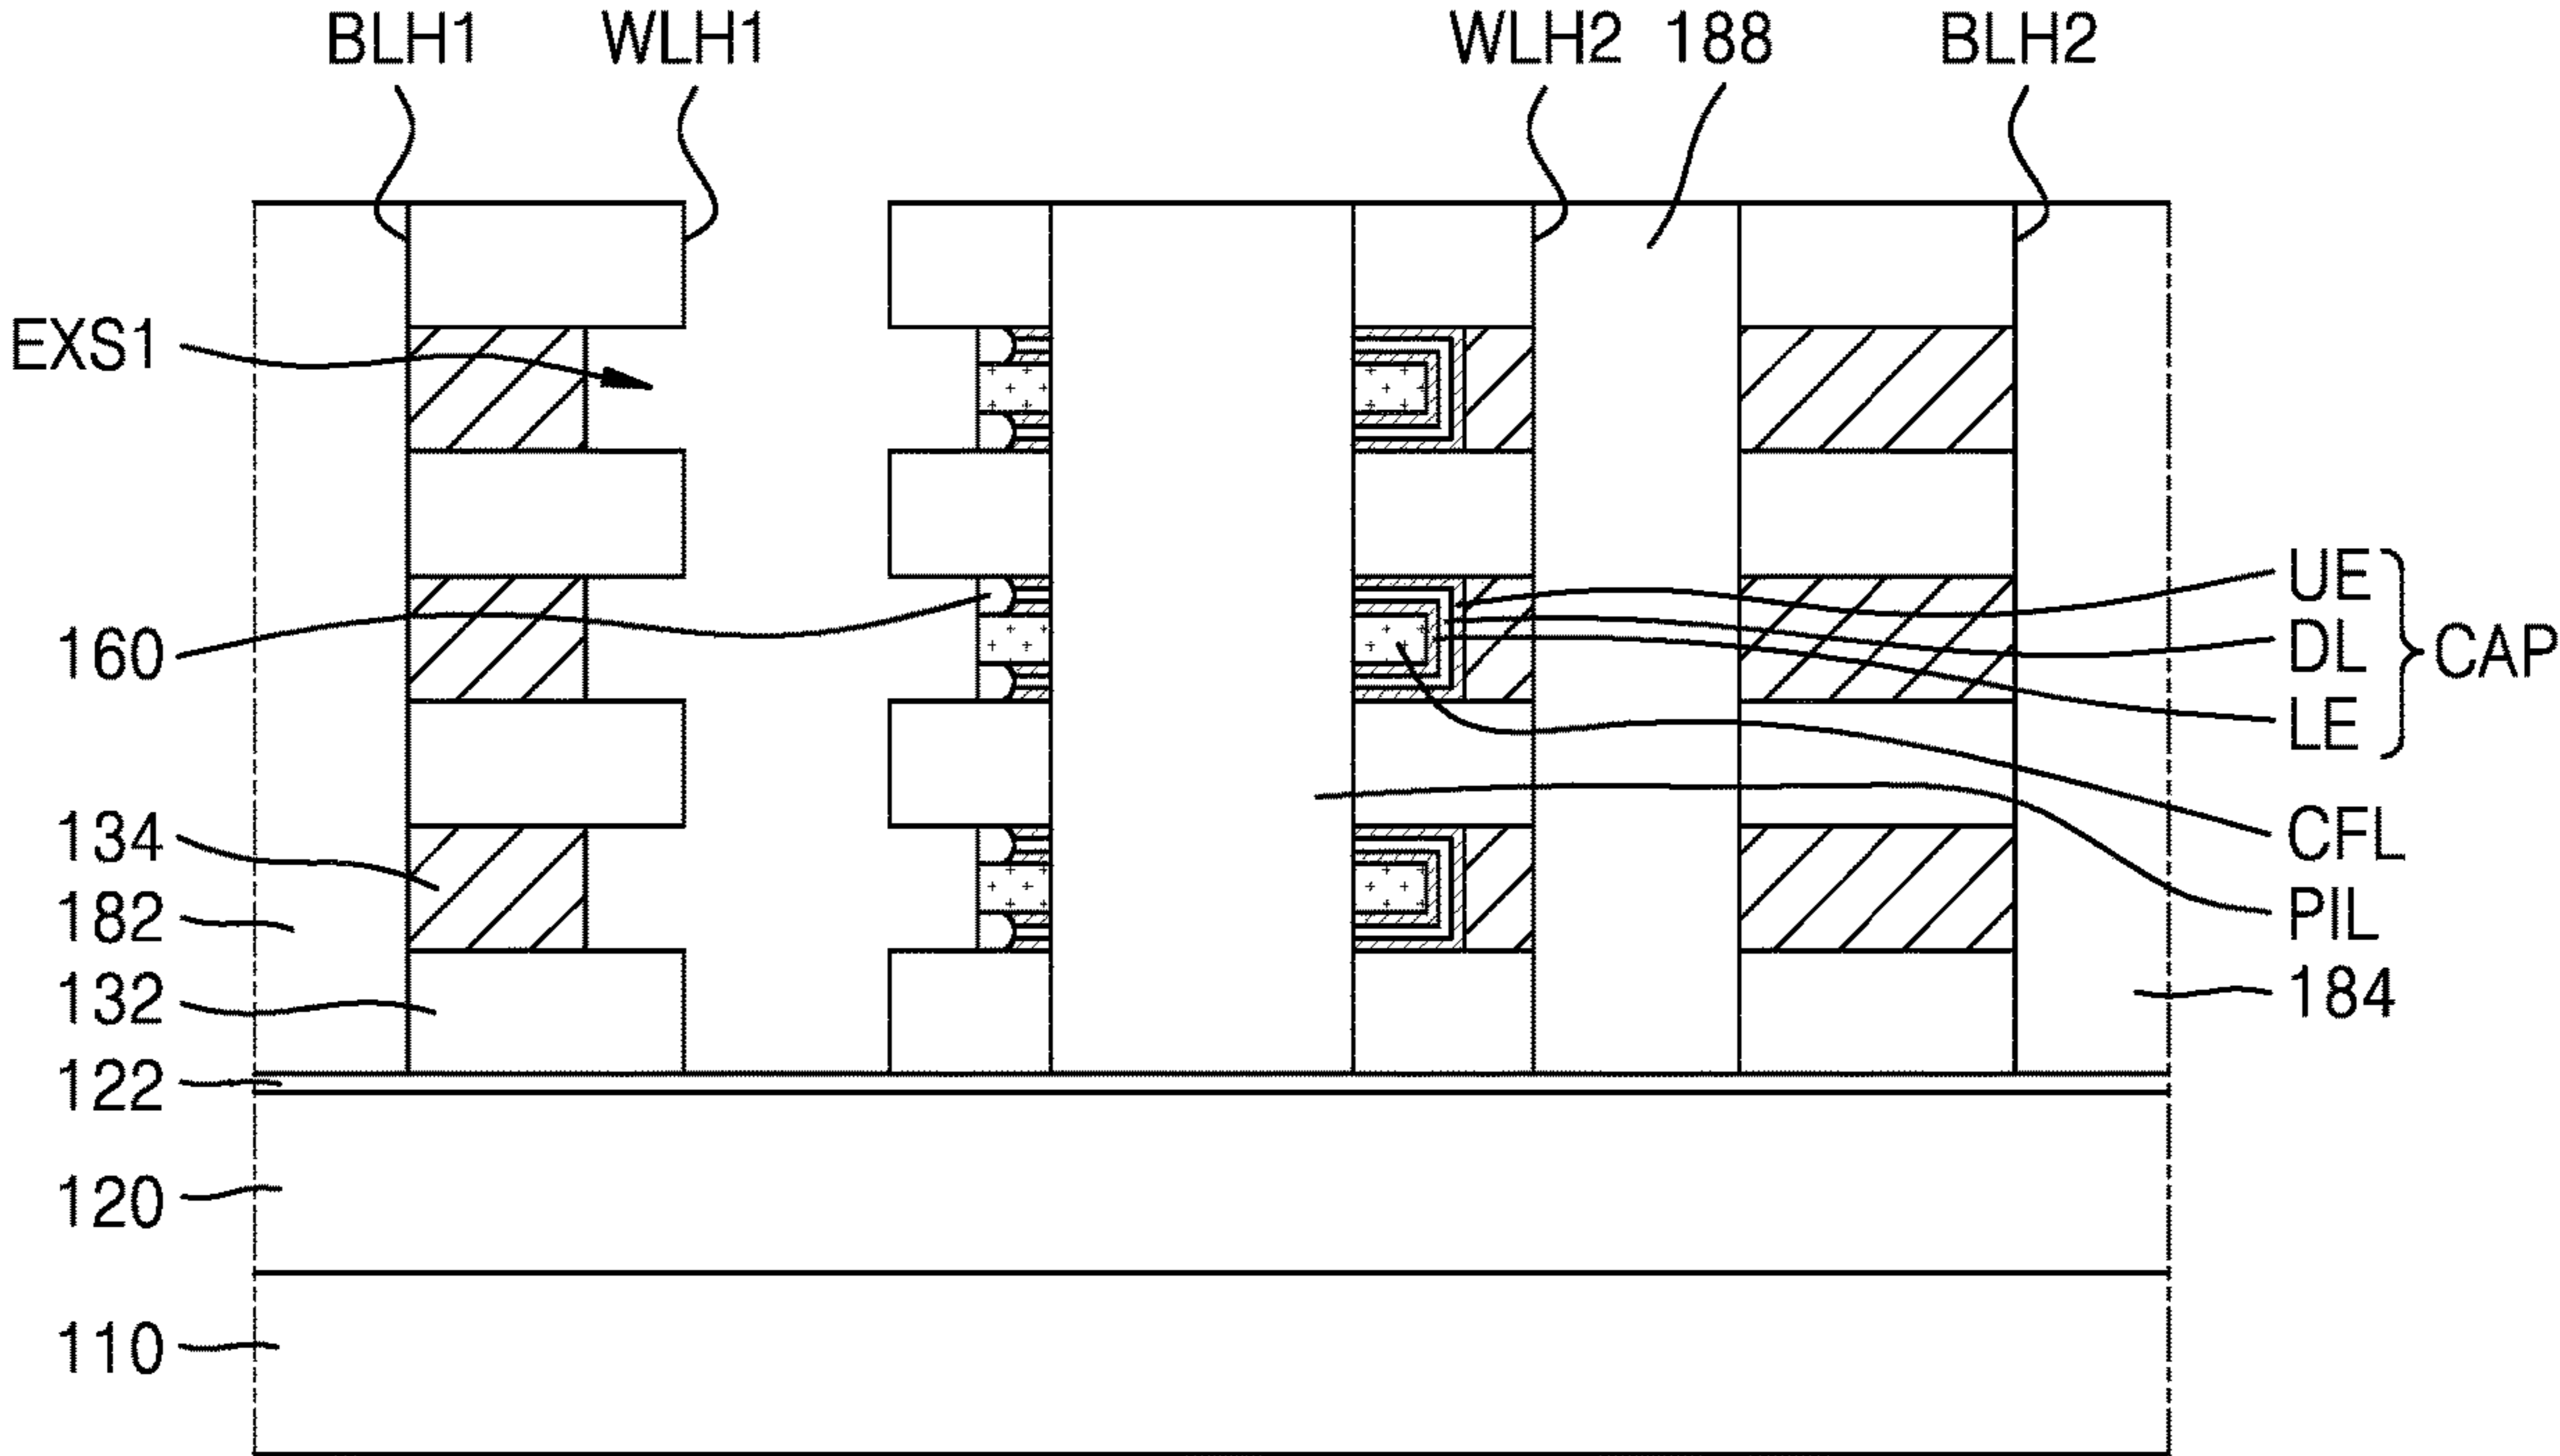 BLH1 WLH1 WLH2 188 BLH2
EXS1
160
134
182
132
122
120
110
UE
DL
LE
CAP
CFL
PIL
184